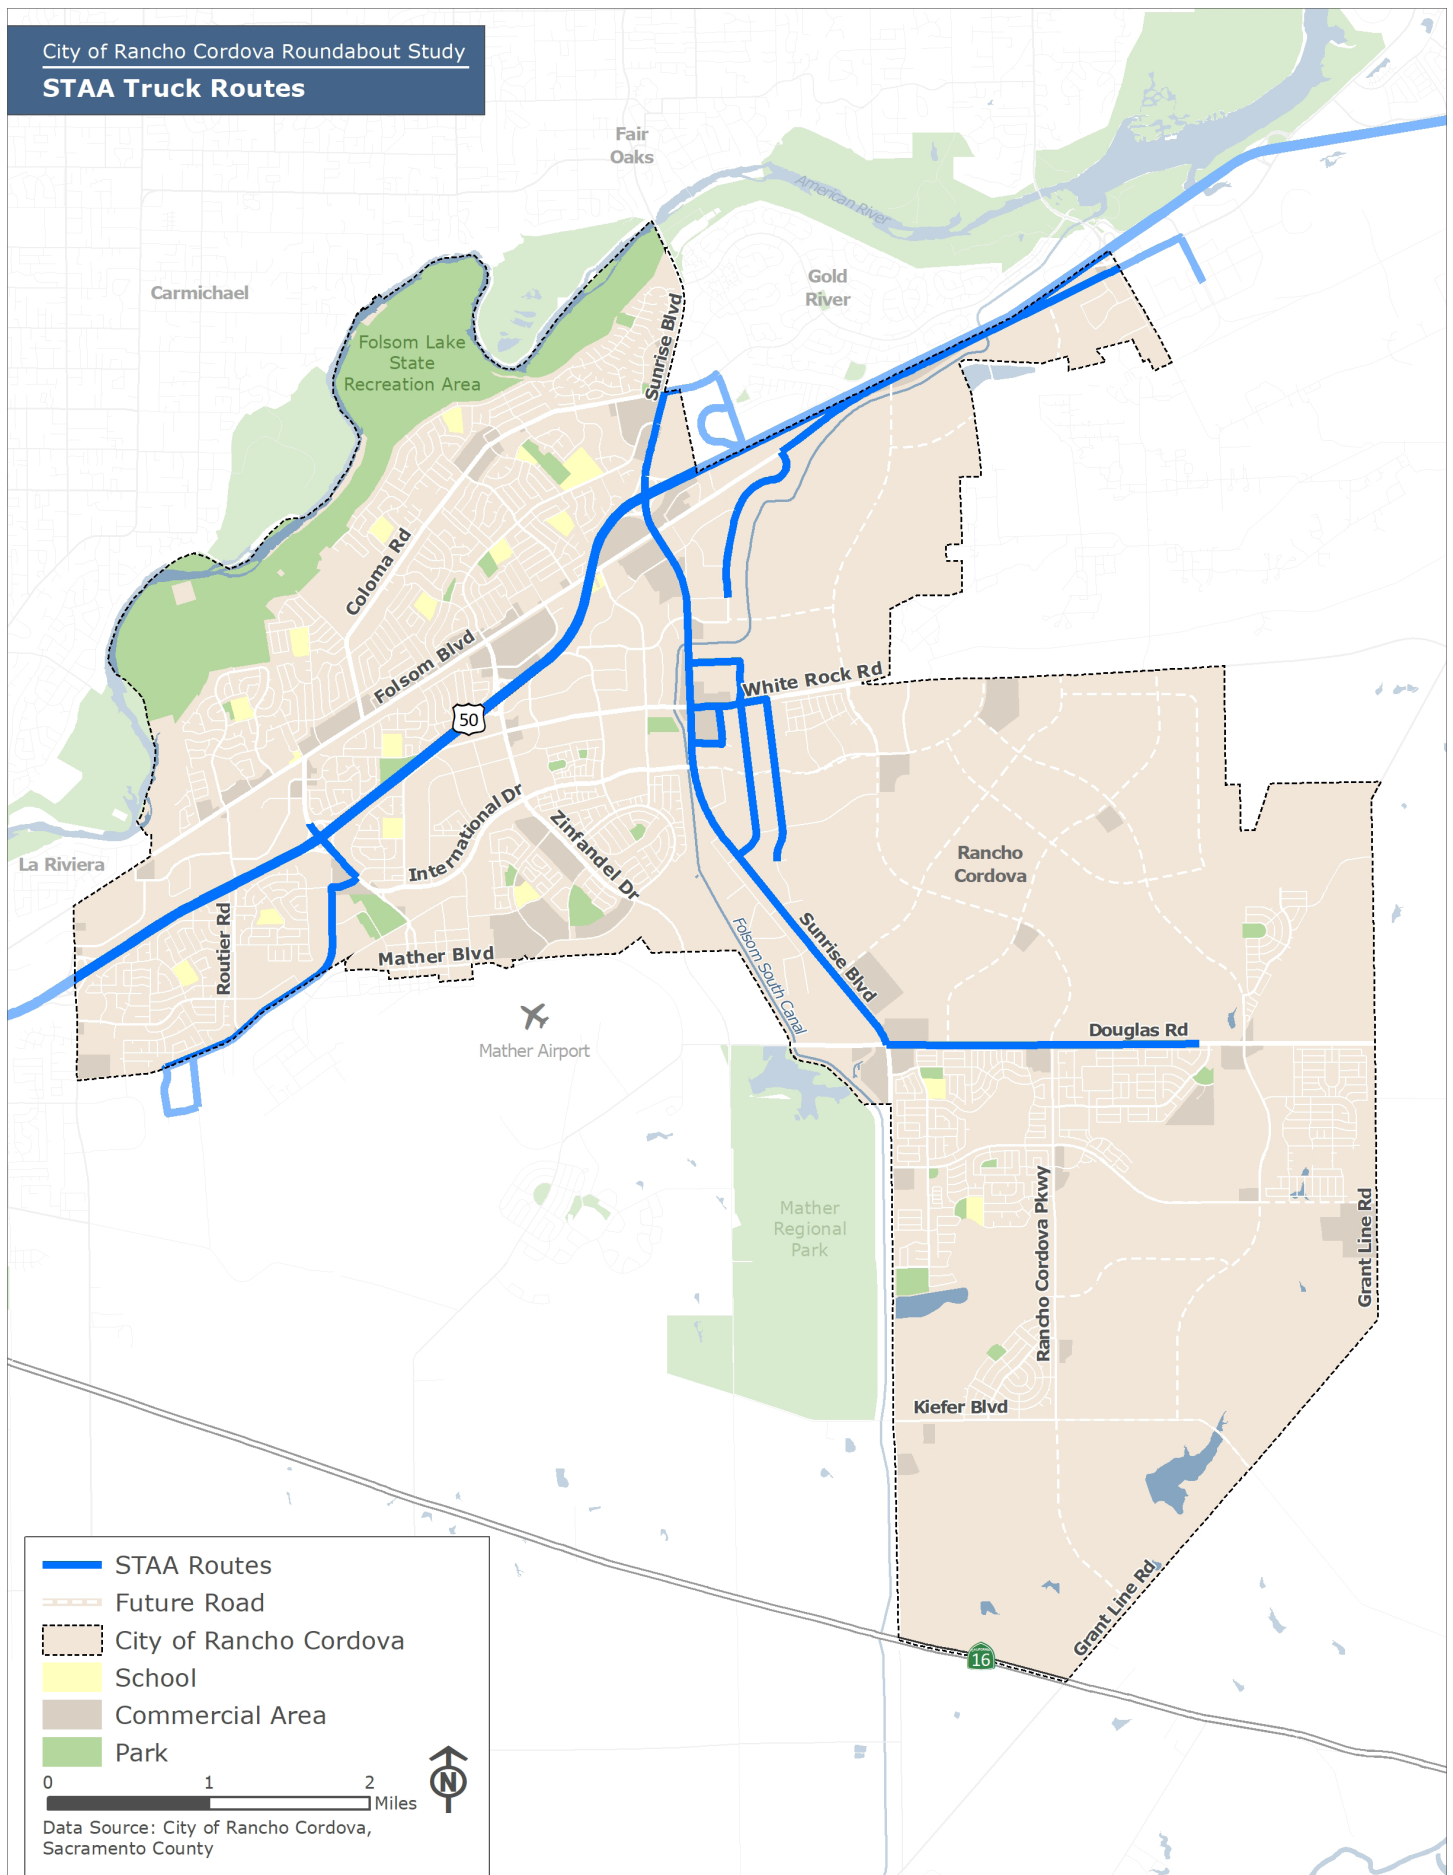 City of Rancho Cordova Roundabout Study
STAA Truck Routes
Fair
Oaks
American River
Carmichael
Gold
River
Folsom Lake
State
Recreation Area
Sunrise Blvd
Coloma Rd
Folsom Blvd
50
White Rock Rd
International Dr
Zinfandel Dr
La Riviera
Rancho
Cordova
Routier Rd
Mather Blvd
Folsom South Canal
Sunrise Blvd
Mather Airport
Douglas Rd
Mather
Regional
Park
Rancho Cordova Pkwy
Grant Line Rd
Kiefer Blvd
Grant Line Rd
16
STAA Routes
Future Road
City of Rancho Cordova
School
Commercial Area
Park
0 1 2
Miles
N
Data Source: City of Rancho Cordova,
Sacramento County